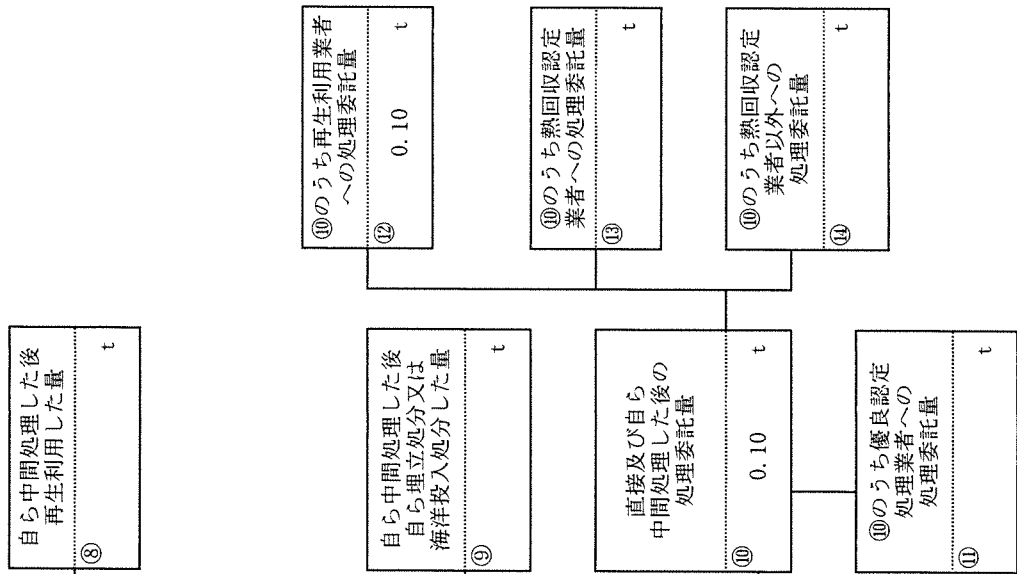 自ら中間処理した後
再生利用した量
⑧ t
自ら中間処理した後
自ら埋立処分又は
海洋投入処分した量
⑨ t
直接及び自ら
中間処理した後の
処理委託量
⑩ 0.10 t
⑩のうち優良認定
処理業者への
処理委託量
⑪ t
⑩のうち再生利用業者
への処理委託量
⑫ 0.10 t
⑩のうち熱回収認定
業者への処理委託量
⑬ t
⑩のうち熱回収認定
業者以外への
処理委託量
⑭ t